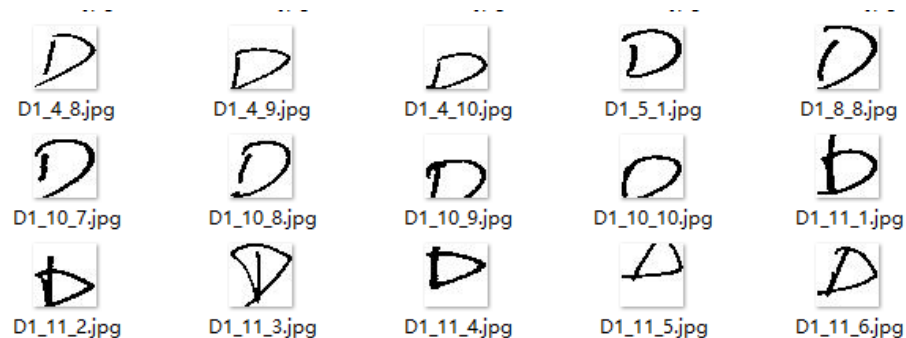 D D D D D
D1_4_8.jpg D1_4_9.jpg D1_4_10.jpg D1_5_1.jpg D1_8_8.jpg
D D D D D
D1_10_7.jpg D1_10_8.jpg D1_10_9.jpg D1_10_10.jpg D1_11_1.jpg
D D D D D
D1_11_2.jpg D1_11_3.jpg D1_11_4.jpg D1_11_5.jpg D1_11_6.jpg